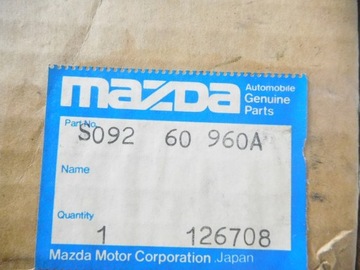 mazda
Automobile
Genuine
Parts
Part No.
S092 60 960A
Name
Quantity
1 126708
Mazda Motor Corporation, Japan